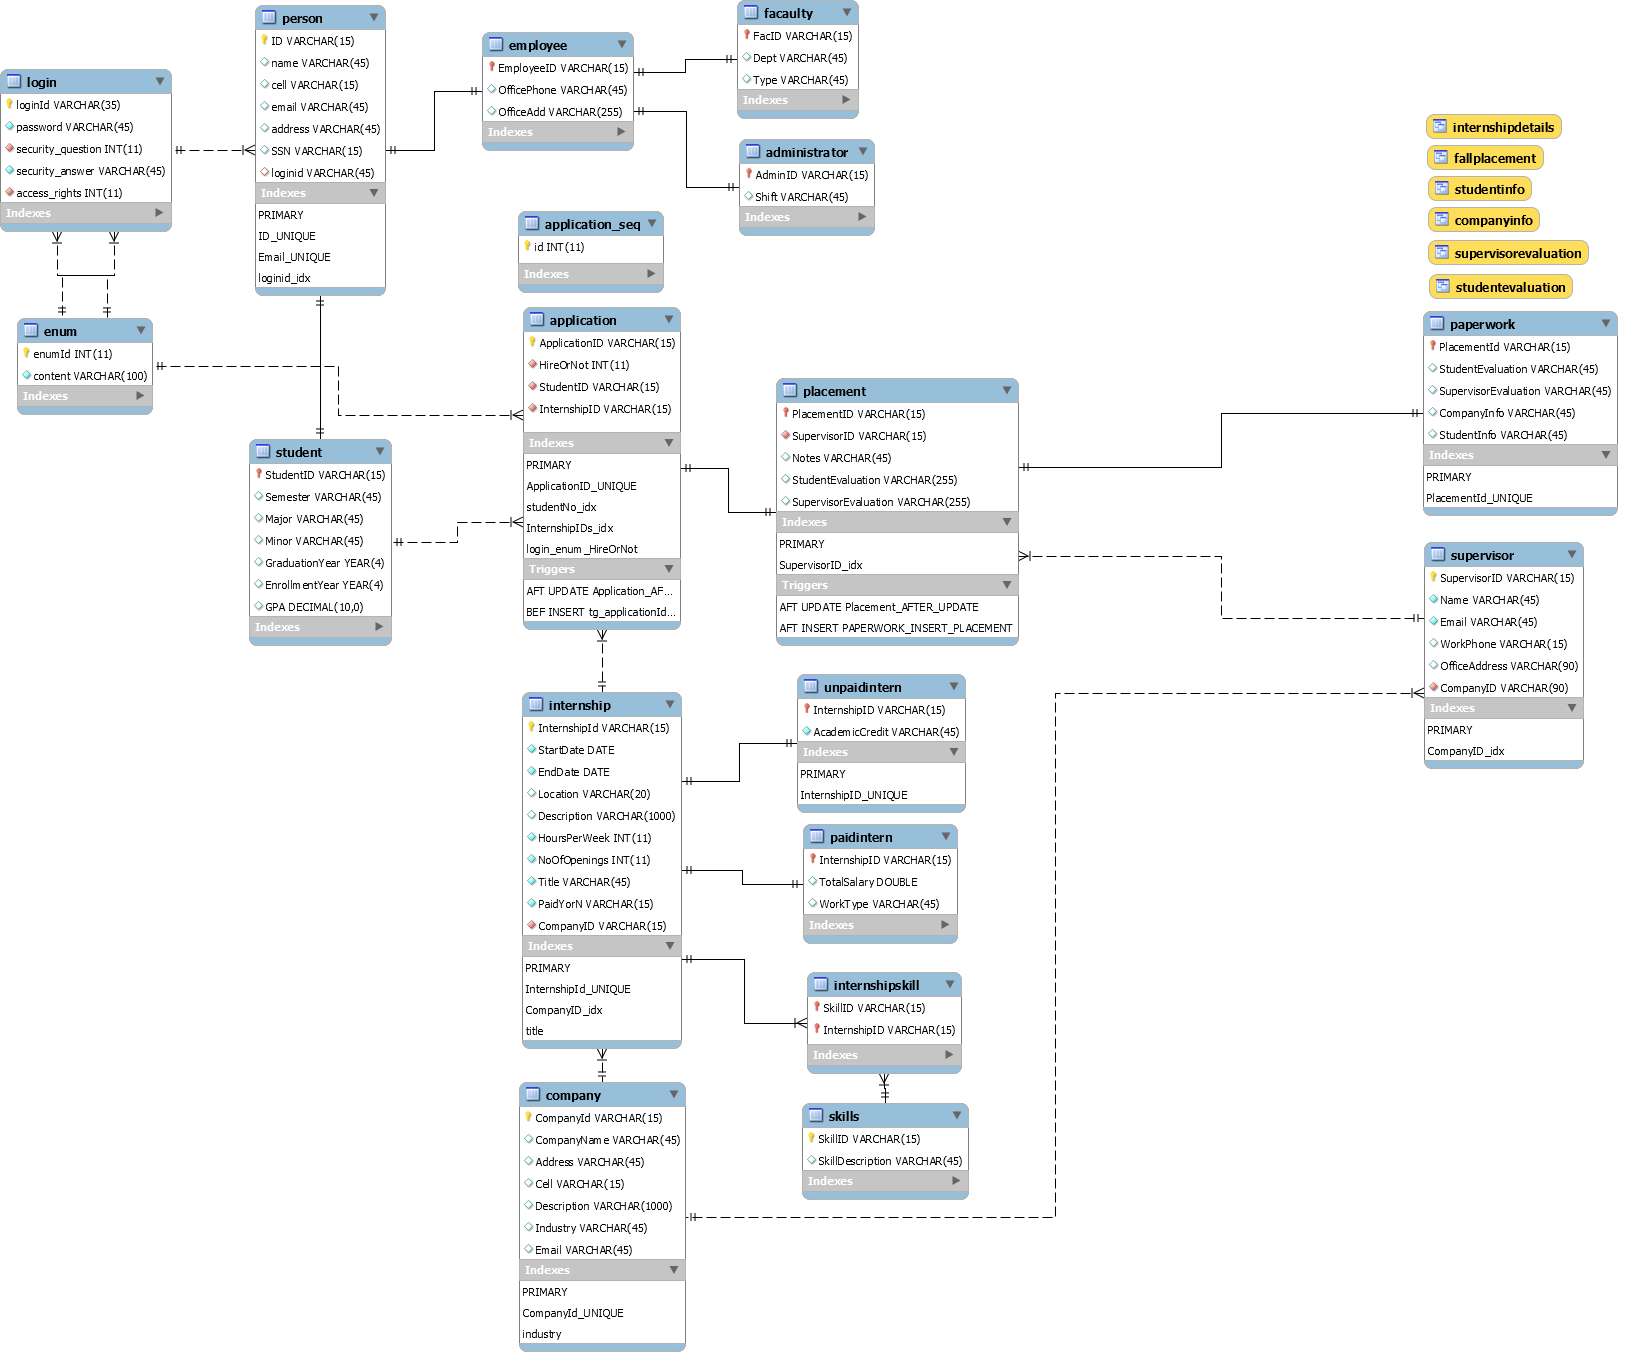 login
loginId VARCHAR(35)
password VARCHAR(45)
security_question INT(11)
security_answer VARCHAR(45)
access_rights INT(11)
Indexes
enum
enumId INT(11)
content VARCHAR(100)
Indexes
person
ID VARCHAR(15)
name VARCHAR(45)
cell VARCHAR(15)
email VARCHAR(45)
address VARCHAR(45)
SSN VARCHAR(15)
loginid VARCHAR(45)
Indexes
PRIMARY
ID_UNIQUE
Email_UNIQUE
loginid_idx
student
StudentID VARCHAR(15)
Semester VARCHAR(45)
Major VARCHAR(45)
Minor VARCHAR(45)
GraduationYear YEAR(4)
EnrollmentYear YEAR(4)
GPA DECIMAL(10,0)
Indexes
employee
EmployeeID VARCHAR(15)
OfficePhone VARCHAR(45)
OfficeAdd VARCHAR(255)
Indexes
facaulty
FacID VARCHAR(15)
Dept VARCHAR(45)
Type VARCHAR(45)
Indexes
administrator
AdminID VARCHAR(15)
Shift VARCHAR(45)
Indexes
application_seq
id INT(11)
Indexes
application
ApplicationID VARCHAR(15)
HireOrNot INT(11)
StudentID VARCHAR(15)
InternshipID VARCHAR(15)
Indexes
PRIMARY
ApplicationID_UNIQUE
studentNo_idx
InternshipIDs_idx
login_enum_HireOrNot
Triggers
AFT UPDATE Application_AF...
BEF INSERT tg_applicationId...
placement
PlacementID VARCHAR(15)
SupervisorID VARCHAR(15)
Notes VARCHAR(45)
StudentEvaluation VARCHAR(255)
SupervisorEvaluation VARCHAR(255)
Indexes
PRIMARY
SupervisorID_idx
Triggers
AFT UPDATE Placement_AFTER_UPDATE
AFT INSERT PAPERWORK_INSERT_PLACEMENT
internshipdetails
fallplacement
studentinfo
companyinfo
supervisorevaluation
studentevaluation
paperwork
PlacementId VARCHAR(15)
StudentEvaluation VARCHAR(45)
SupervisorEvaluation VARCHAR(45)
CompanyInfo VARCHAR(45)
StudentInfo VARCHAR(45)
Indexes
PRIMARY
PlacementId_UNIQUE
supervisor
SupervisorID VARCHAR(15)
Name VARCHAR(45)
Email VARCHAR(45)
WorkPhone VARCHAR(15)
OfficeAddress VARCHAR(90)
CompanyID VARCHAR(90)
Indexes
PRIMARY
CompanyID_idx
internship
InternshipId VARCHAR(15)
StartDate DATE
EndDate DATE
Location VARCHAR(20)
Description VARCHAR(1000)
HoursPerWeek INT(11)
NoOfOpenings INT(11)
Title VARCHAR(45)
PaidYorN VARCHAR(15)
CompanyID VARCHAR(15)
Indexes
PRIMARY
InternshipId_UNIQUE
CompanyID_idx
title
unpaidintern
InternshipID VARCHAR(15)
AcademicCredit VARCHAR(45)
Indexes
PRIMARY
InternshipID_UNIQUE
paidintern
InternshipID VARCHAR(15)
TotalSalary DOUBLE
WorkType VARCHAR(45)
Indexes
internshipskill
SkillID VARCHAR(15)
InternshipID VARCHAR(15)
Indexes
skills
SkillID VARCHAR(15)
SkillDescription VARCHAR(45)
Indexes
company
CompanyId VARCHAR(15)
CompanyName VARCHAR(45)
Address VARCHAR(45)
Cell VARCHAR(15)
Description VARCHAR(1000)
Industry VARCHAR(45)
Email VARCHAR(45)
Indexes
PRIMARY
CompanyId_UNIQUE
industry